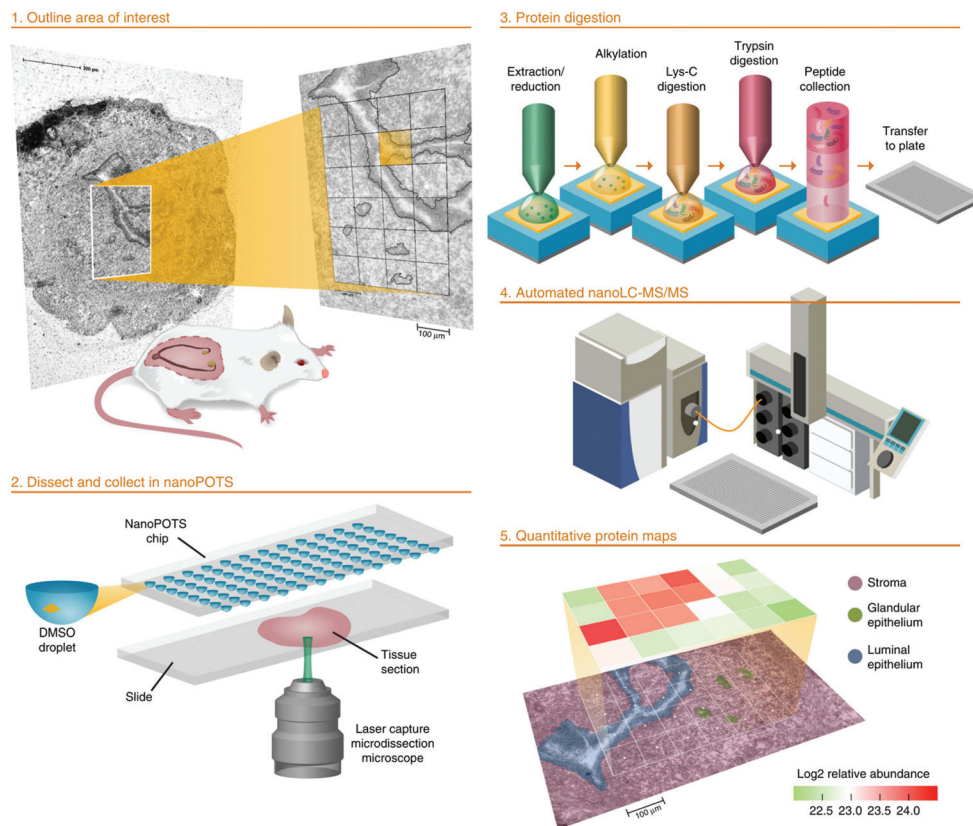 1. Outline area of interest
300 µm
100 µm
2. Dissect and collect in nanoPOTS
NanoPOTS
chip
DMSO
droplet
Slide
Tissue
section
Laser capture
microdissection
microscope
3. Protein digestion
Extraction/
reduction
Alkylation
Lys-C
digestion
Trypsin
digestion
Peptide
collection
Transfer
to plate
4. Automated nanoLC-MS/MS
5. Quantitative protein maps
Stroma
Glandular
epithelium
Luminal
epithelium
100 µm
Log2 relative abundance
22.5 23.0 23.5 24.0